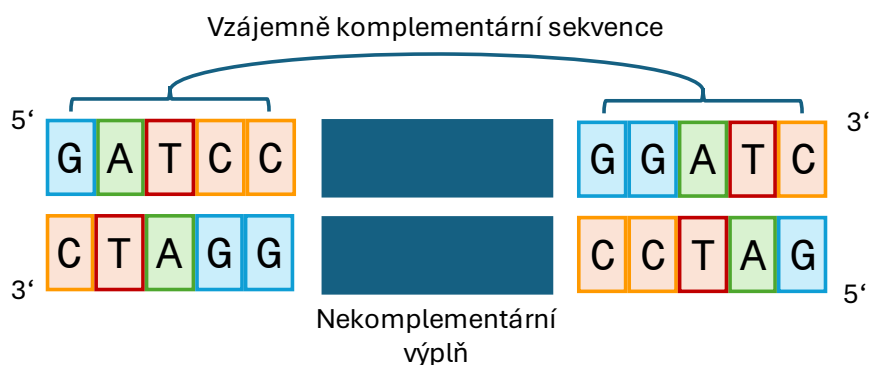 Vzájemně komplementární sekvence
5‘ G A T C C G G A T C 3‘
3‘ C T A G G C C T A G 5‘
Nekomplementární
výplň